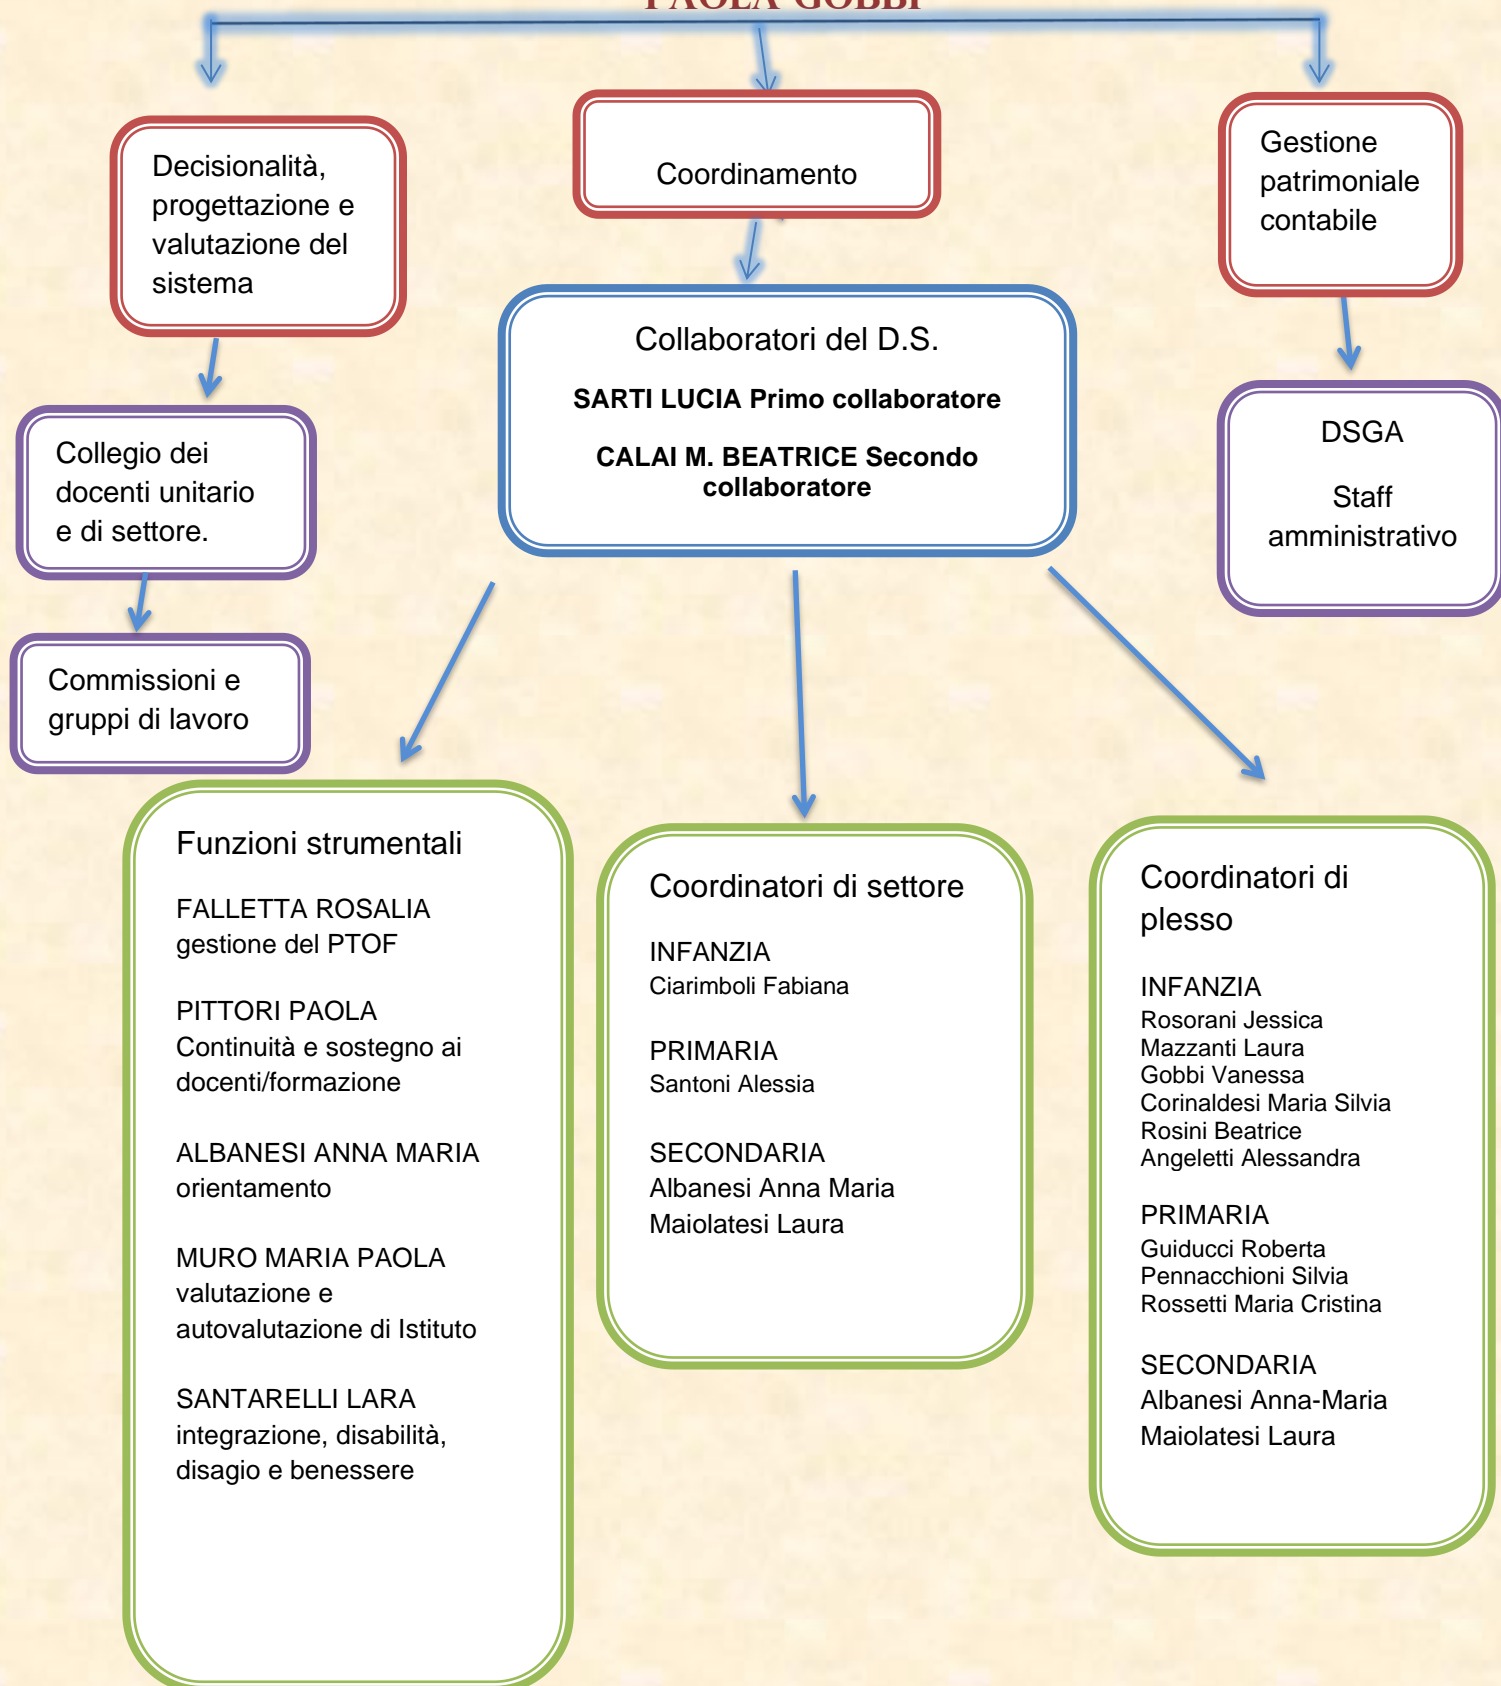 PAOLA GOBBI
Decisionalità,
progettazione e
valutazione del
sistema
Coordinamento
Gestione
patrimoniale
contabile
Collaboratori del D.S.
SARTI LUCIA Primo collaboratore
CALAI M. BEATRICE Secondo
collaboratore
DSGA
Staff
amministrativo
Collegio dei
docenti unitario
e di settore.
Commissioni e
gruppi di lavoro
Funzioni strumentali
FALLETTA ROSALIA
gestione del PTOF
PITTORI PAOLA
Continuità e sostegno ai
docenti/formazione
ALBANESI ANNA MARIA
orientamento
MURO MARIA PAOLA
valutazione e
autovalutazione di Istituto
SANTARELLI LARA
integrazione, disabilità,
disagio e benessere
Coordinatori di settore
INFANZIA
Ciarimboli Fabiana
PRIMARIA
Santoni Alessia
SECONDARIA
Albanesi Anna Maria
Maiolatesi Laura
Coordinatori di
plesso
INFANZIA
Rosorani Jessica
Mazzanti Laura
Gobbi Vanessa
Corinaldesi Maria Silvia
Rosini Beatrice
Angeletti Alessandra
PRIMARIA
Guiducci Roberta
Pennacchioni Silvia
Rossetti Maria Cristina
SECONDARIA
Albanesi Anna-Maria
Maiolatesi Laura